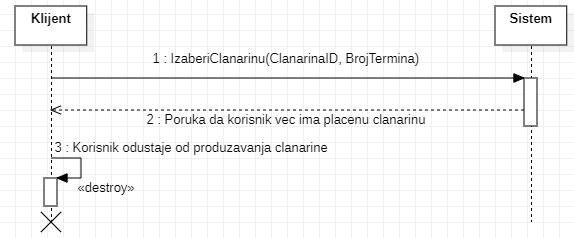 Klijent
Sistem
1 : IzaberiClanarinu(ClanarinaID, BrojTermina)
2 : Poruka da korisnik vec ima placenu clanarinu
3 : Korisnik odustaje od produzavanja clanarine
«destroy»